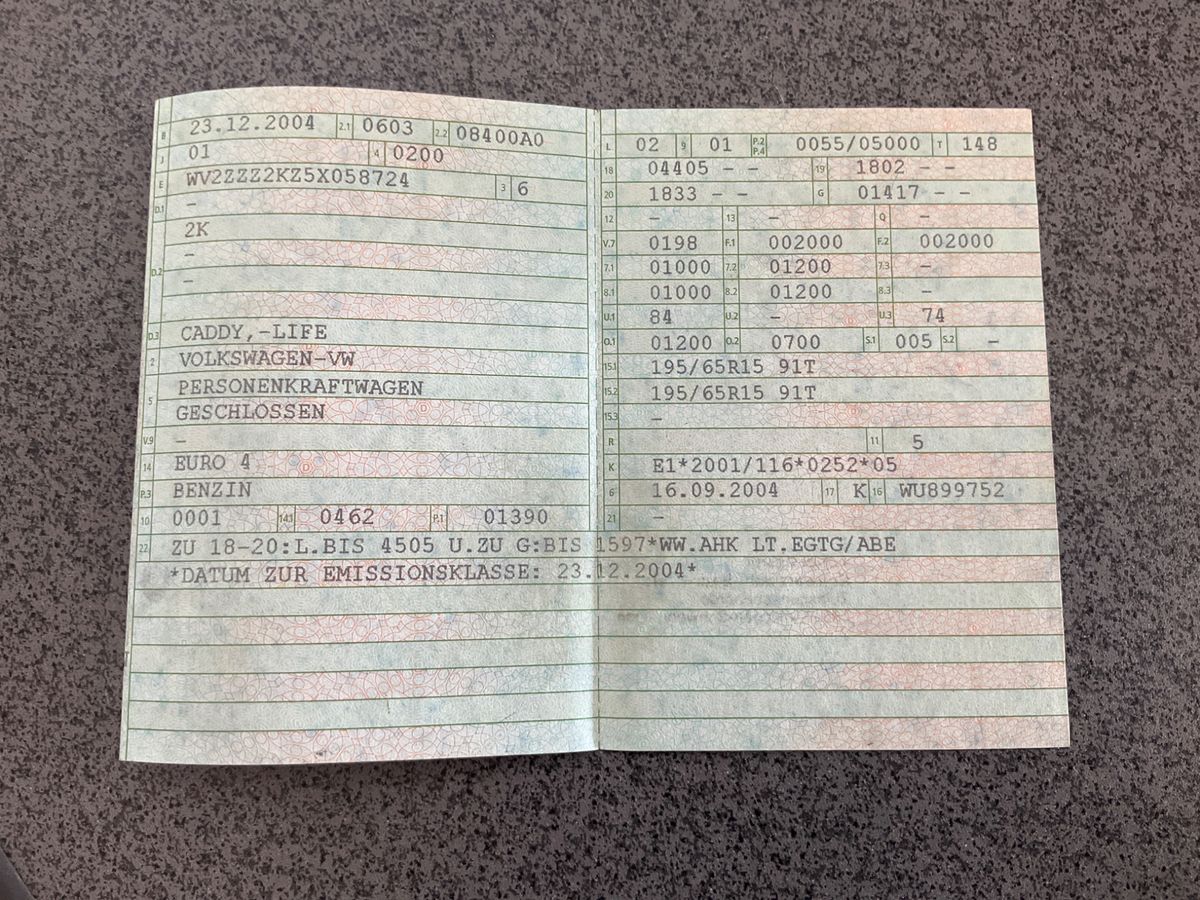 B 23.12.2004 2.1 0603 2.2 08400A0
J 01 4 0200
E WV2ZZZ2KZ5X058724 3 6
D.1 –
2K
–
D.2 –
D.3 CADDY,-LIFE
2 VOLKSWAGEN-VW
5 PERSONENKRAFTWAGEN
GESCHLOSSEN
V.9 –
14 EURO 4
P.3 BENZIN
10 0001 14.1 0462 P.1 01390
L 02 9 01 P.2 P.4 0055/05000 T 148
18 04405 – – 19 1802 – –
20 1833 – – G 01417 – –
12 – 13 – Q –
V.7 0198 F.1 002000 F.2 002000
7.1 01000 7.2 01200 7.3 –
8.1 01000 8.2 01200 8.3 –
U.1 84 U.2 – U.3 74
O.1 01200 O.2 0700 S.1 005 S.2 –
15.1 195/65R15 91T
15.2 195/65R15 91T
15.3 –
R 11 5
K E1*2001/116*0252*05
6 16.09.2004 17 K 16 WU899752
21 –
22 ZU 18-20:L.BIS 4505 U.ZU G:BIS 1597*WW.AHK LT.EGTG/ABE
*DATUM ZUR EMISSIONSKLASSE: 23.12.2004*